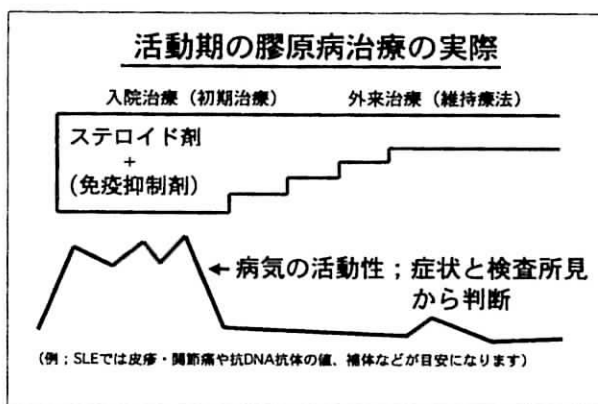 活動期の膠原病治療の実際
入院治療（初期治療） 外来治療（維持療法）
ステロイド剤
+
(免疫抑制剤)
←病気の活動性；症状と検査所見
から判断
(例；SLEでは皮疹・関節痛や抗DNA抗体の値、補体などが目安になります)